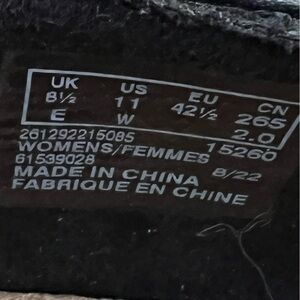 UK US EU CN
8½ 11 42½ 265
E W 2.0
261292215085 15260
WOMENS/FEMMES
61539028 8/22
MADE IN CHINA
FABRIQUE EN CHINE